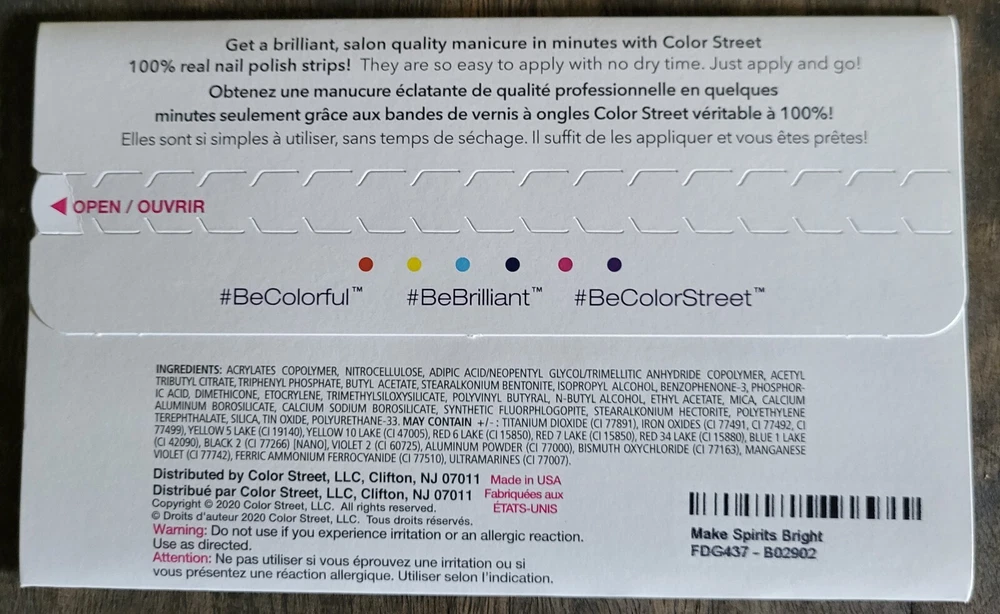 Get a brilliant, salon quality manicure in minutes with Color Street
100% real nail polish strips! They are so easy to apply with no dry time. Just apply and go!
Obtenez une manucure éclatante de qualité professionnelle en quelques
minutes seulement grâce aux bandes de vernis à ongles Color Street véritable à 100%!
Elles sont si simples à utiliser, sans temps de séchage. Il suffit de les appliquer et vous êtes prêtes!
OPEN / OUVRIR
#BeColorful™ #BeBrilliant™ #BeColorStreet™
INGREDIENTS: ACRYLATES COPOLYMER, NITROCELLULOSE, ADIPIC ACID/NEOPENTYL GLYCOL/TRIMELLITIC ANHYDRIDE COPOLYMER, ACETYL
TRIBUTYL CITRATE, TRIPHENYL PHOSPHATE, BUTYL ACETATE, STEARALKONIUM BENTONITE, ISOPROPYL ALCOHOL, BENZOPHENONE-3, PHOSPHOR-
IC ACID, DIMETHICONE, ETOCRYLENE, TRIMETHYLSILOXYSILICATE, POLYVINYL BUTYRAL, N-BUTYL ALCOHOL, ETHYL ACETATE, MICA, CALCIUM
ALUMINUM BOROSILICATE, CALCIUM SODIUM BOROSILICATE, SYNTHETIC FLUORPHLOGOPITE, STEARALKONIUM HECTORITE, POLYETHYLENE
TEREPHTHALATE, SILICA, TIN OXIDE, POLYURETHANE-33. MAY CONTAIN +/- : TITANIUM DIOXIDE (CI 77891), IRON OXIDES (CI 77491, CI 77492, CI
77499), YELLOW 5 LAKE (CI 19140), YELLOW 10 LAKE (CI 47005), RED 6 LAKE (CI 15850), RED 7 LAKE (CI 15850), RED 34 LAKE (CI 15880), BLUE 1 LAKE
(CI 42090), BLACK 2 (CI 77266) [NANO], VIOLET 2 (CI 60725), ALUMINUM POWDER (CI 77000), BISMUTH OXYCHLORIDE (CI 77163), MANGANESE
VIOLET (CI 77742), FERRIC AMMONIUM FERROCYANIDE (CI 77510), ULTRAMARINES (CI 77007).
Distributed by Color Street, LLC, Clifton, NJ 07011
Distribué par Color Street, LLC, Clifton, NJ 07011
Made in USA
Fabriquées aux
ÉTATS-UNIS
Copyright © 2020 Color Street, LLC. All rights reserved.
© Droits d'auteur 2020 Color Street, LLC. Tous droits réservés.
Warning: Do not use if you experience irritation or an allergic reaction.
Use as directed.
Attention: Ne pas utiliser si vous éprouvez une irritation ou si
vous présentez une réaction allergique. Utiliser selon l'indication.
Make Spirits Bright
FDG437 - B02902